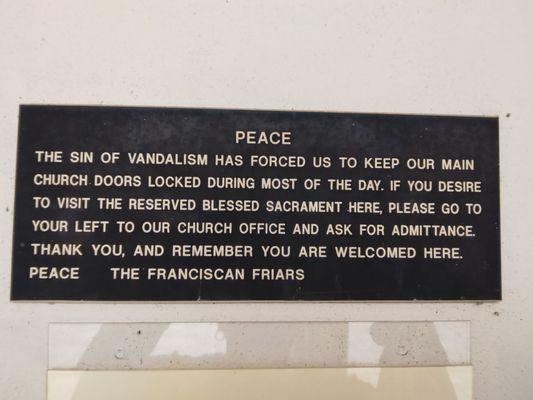 PEACE
THE SIN OF VANDALISM HAS FORCED US TO KEEP OUR MAIN
CHURCH DOORS LOCKED DURING MOST OF THE DAY. IF YOU DESIRE
TO VISIT THE RESERVED BLESSED SACRAMENT HERE, PLEASE GO TO
YOUR LEFT TO OUR CHURCH OFFICE AND ASK FOR ADMITTANCE.
THANK YOU, AND REMEMBER YOU ARE WELCOMED HERE.
PEACE THE FRANCISCAN FRIARS